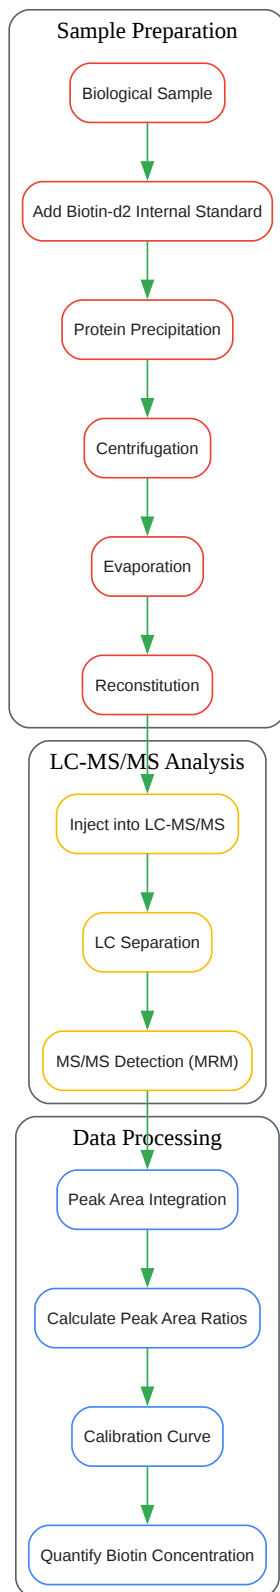 Sample Preparation
Biological Sample
Add Biotin-d2 Internal Standard
Protein Precipitation
Centrifugation
Evaporation
Reconstitution
LC-MS/MS Analysis
Inject into LC-MS/MS
LC Separation
MS/MS Detection (MRM)
Data Processing
Peak Area Integration
Calculate Peak Area Ratios
Calibration Curve
Quantify Biotin Concentration